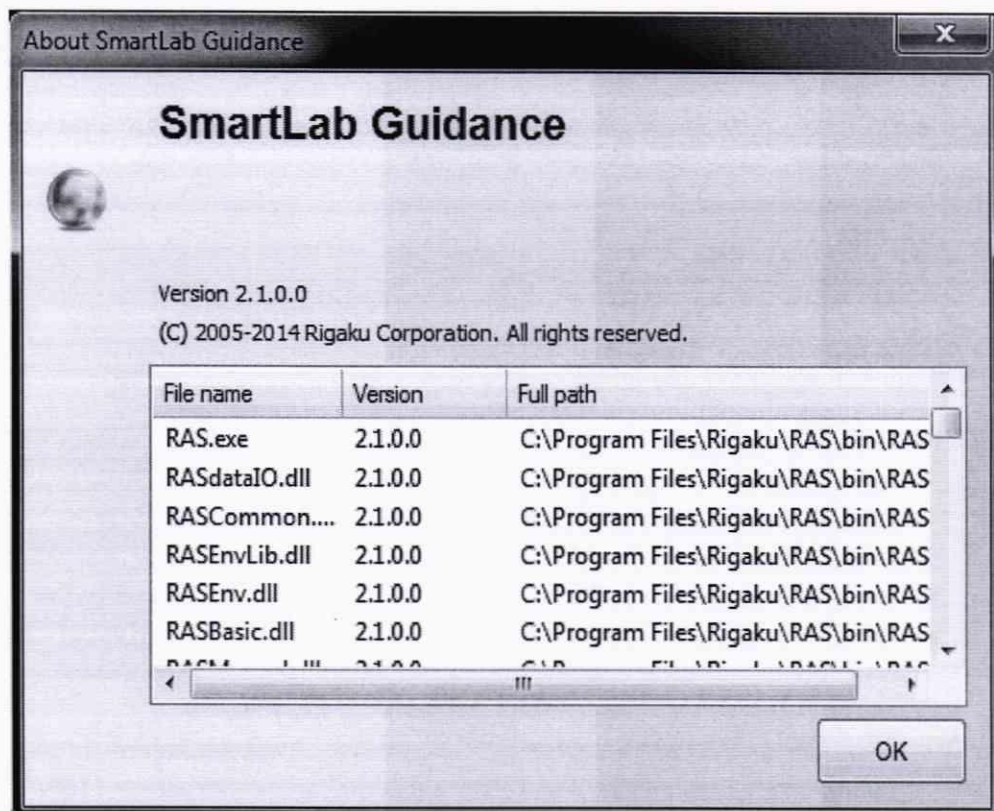 About SmartLab Guidance
SmartLab Guidance
Version 2.1.0.0
(C) 2005-2014 Rigaku Corporation. All rights reserved.
File name Version Full path
RAS.exe 2.1.0.0 C:\Program Files\Rigaku\RAS\bin\RAS
RASdataIO.dll 2.1.0.0 C:\Program Files\Rigaku\RAS\bin\RAS
RASCommon.... 2.1.0.0 C:\Program Files\Rigaku\RAS\bin\RAS
RASEnvLib.dll 2.1.0.0 C:\Program Files\Rigaku\RAS\bin\RAS
RASEnv.dll 2.1.0.0 C:\Program Files\Rigaku\RAS\bin\RAS
RASBasic.dll 2.1.0.0 C:\Program Files\Rigaku\RAS\bin\RAS
OK